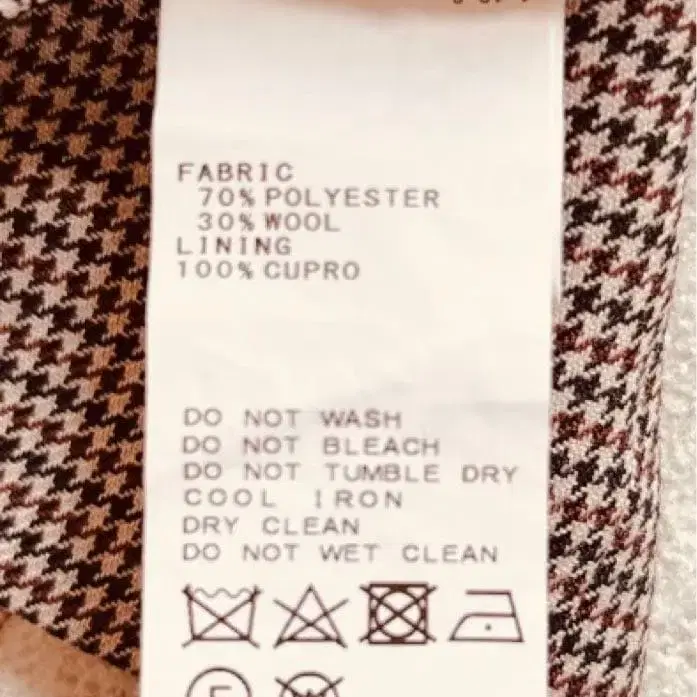 FABRIC
70% POLYESTER
30% WOOL
LINING
100% CUPRO
DO NOT WASH
DO NOT BLEACH
DO NOT TUMBLE DRY
COOL IRON
DRY CLEAN
DO NOT WET CLEAN